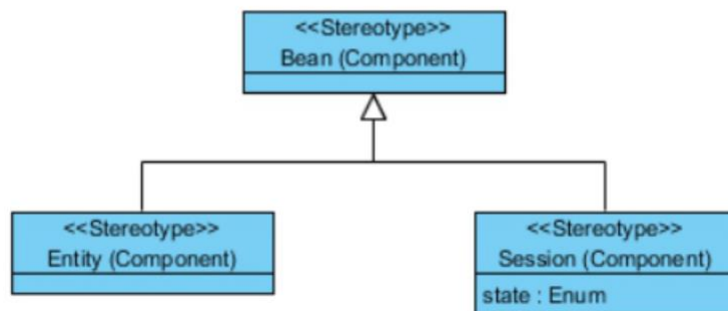 <<Stereotype>>
Bean (Component)
<<Stereotype>>
Entity (Component)
<<Stereotype>>
Session (Component)
state : Enum